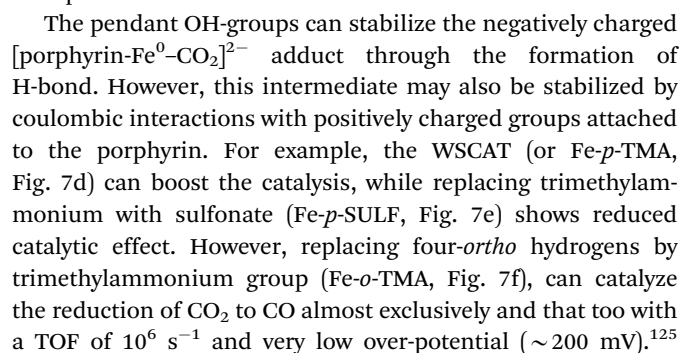 The pendant OH-groups can stabilize the negatively charged
[porphyrin-Fe⁰–CO₂]²⁻ adduct through the formation of
H-bond. However, this intermediate may also be stabilized by
coulombic interactions with positively charged groups attached
to the porphyrin. For example, the WSCAT (or Fe-p-TMA,
Fig. 7d) can boost the catalysis, while replacing trimethylam-
monium with sulfonate (Fe-p-SULF, Fig. 7e) shows reduced
catalytic effect. However, replacing four-ortho hydrogens by
trimethylammonium group (Fe-o-TMA, Fig. 7f), can catalyze
the reduction of CO₂ to CO almost exclusively and that too with
a TOF of 10⁶ s⁻¹ and very low over-potential (~200 mV).¹²⁵